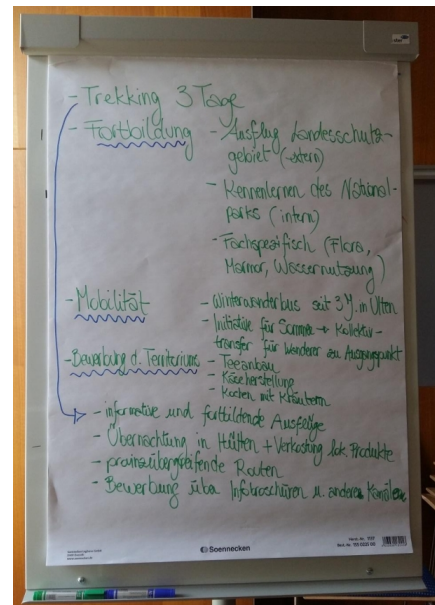 - Trekking 3 Tage
- Fortbildung - Ausflug Landesschutz-
gebiet (extern)
- Kennenlernen des National-
parks (intern)
- Fachspezifisch (Flora,
Marmor, Wassernutzung)
- Mobilität - Winterwanderbus seit 3 J. in Ulten
- Initiative für Sommer → Kollektiv-
transfer für Wanderer zu Ausgangspunkt
- Bewerbung d. Territoriums - Teeanbau
- Käseherstellung
- Kochen mit Kräutern
- informative und fortbildende Ausflüge
- Übernachtung in Hütten + Verkostung lok. Produkte
- provinzübergreifende Routen
- Bewerbung über Infobroschüren u. andere Kanäle
Soennecken